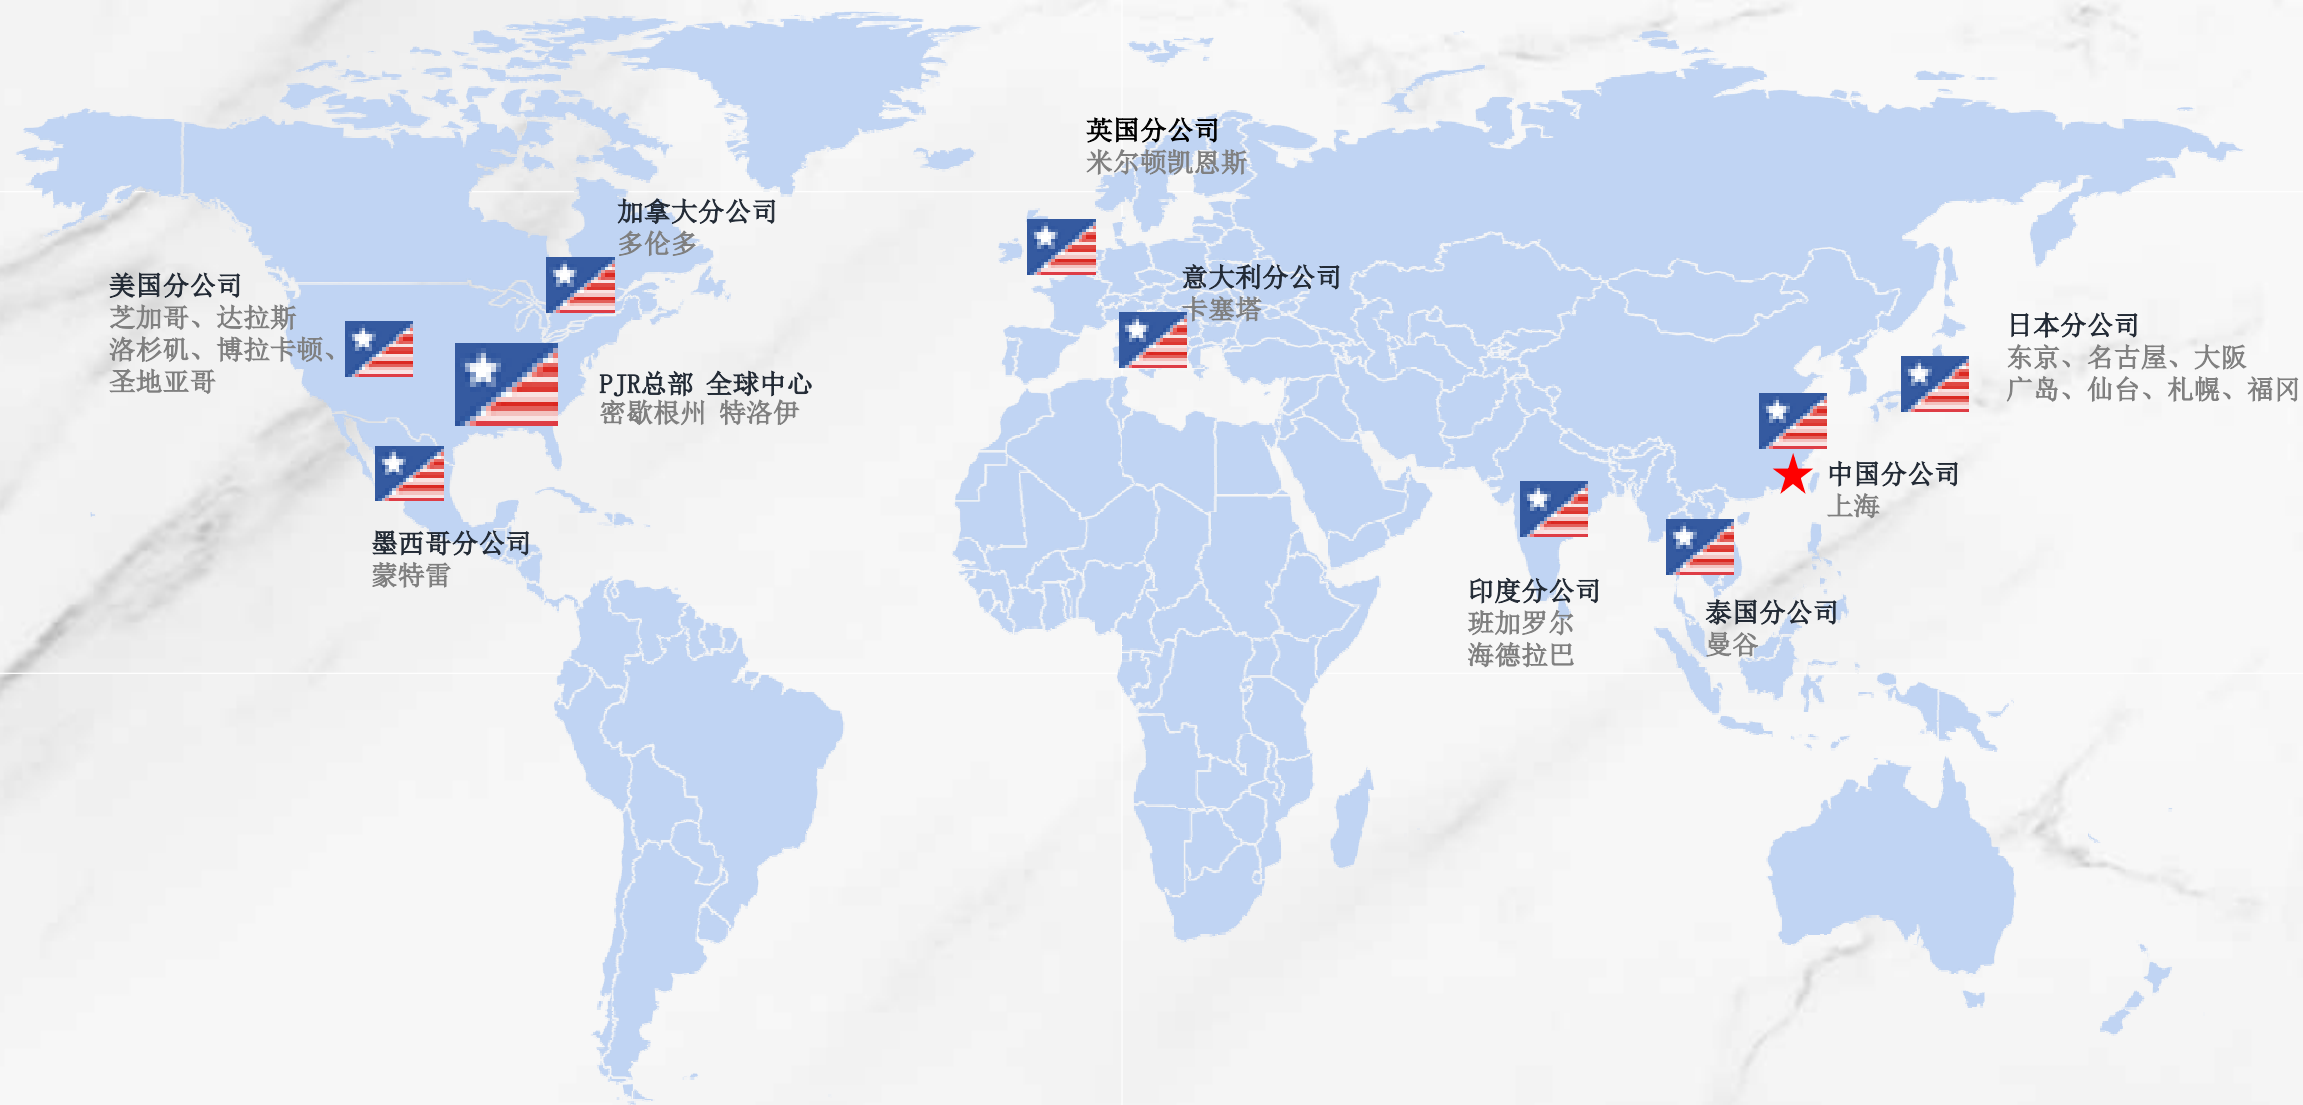 英国分公司
米尔顿凯恩斯
加拿大分公司
多伦多
美国分公司
芝加哥、达拉斯
洛杉矶、博拉卡顿、
圣地亚哥
意大利分公司
卡塞塔
日本分公司
东京、名古屋、大阪
广岛、仙台、札幌、福冈
PJR总部 全球中心
密歇根州 特洛伊
中国分公司
上海
墨西哥分公司
蒙特雷
印度分公司
班加罗尔
海德拉巴
泰国分公司
曼谷